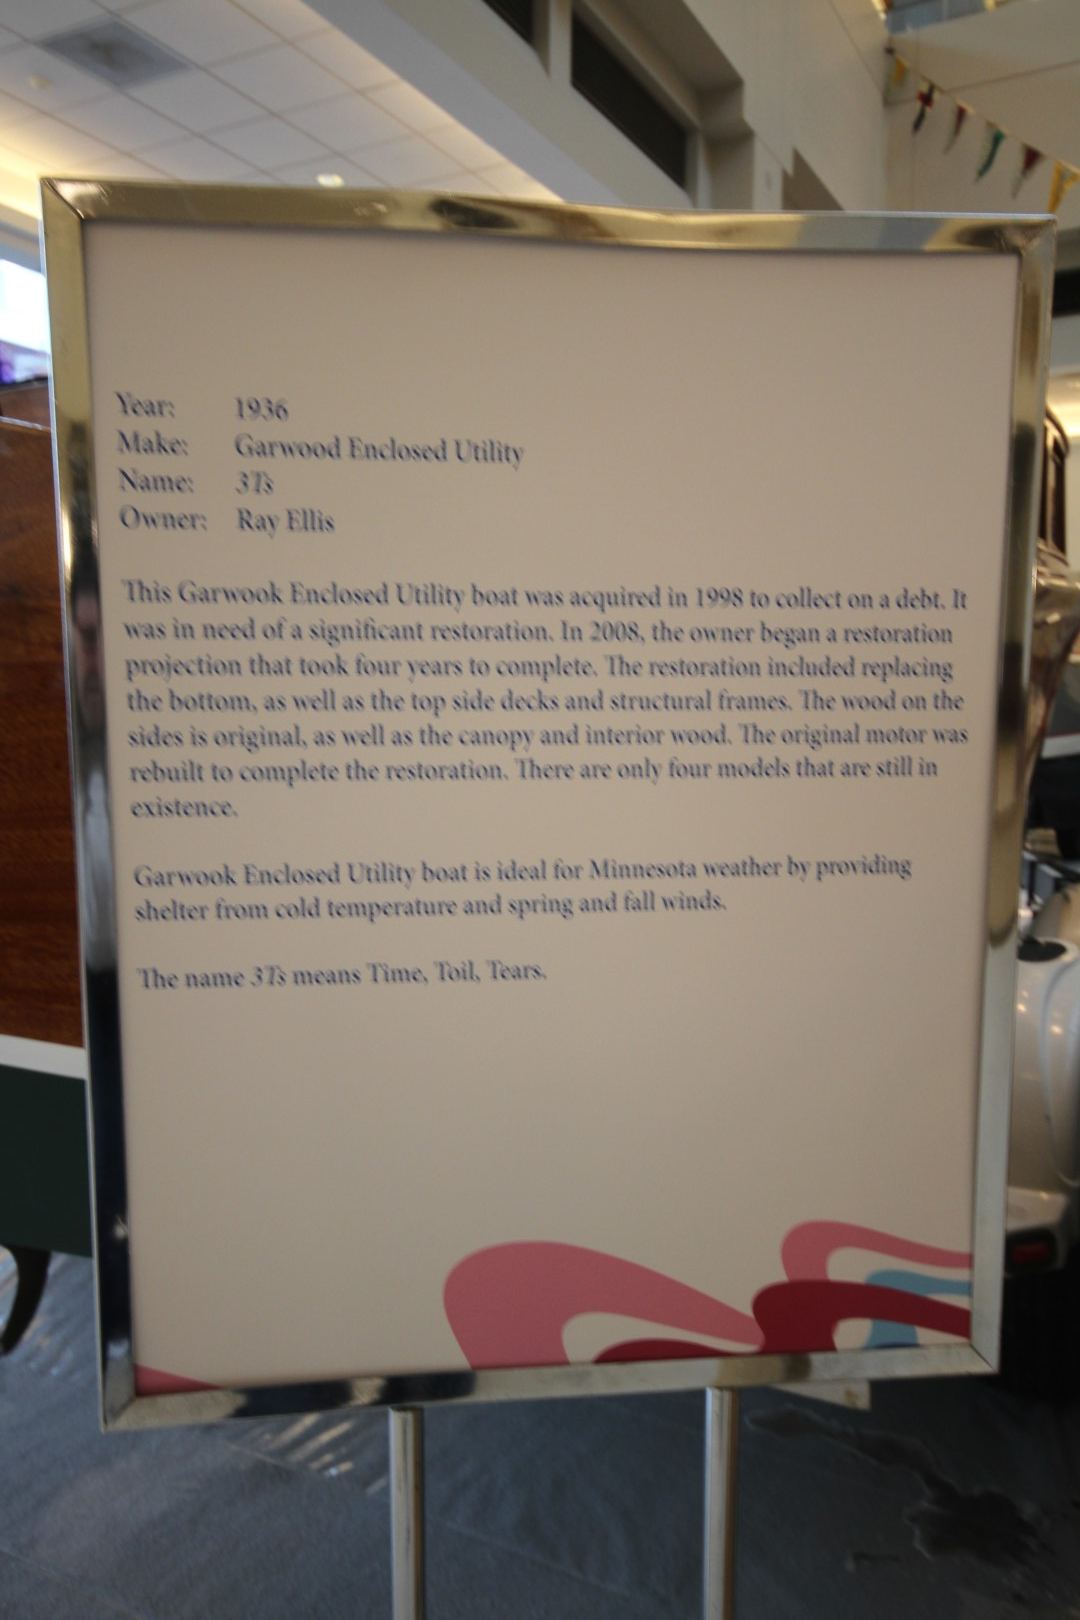 Year: 1936
Make: Garwood Enclosed Utility
Name: 3Ts
Owner: Ray Ellis
This Garwook Enclosed Utility boat was acquired in 1998 to collect on a debt. It
was in need of a significant restoration. In 2008, the owner began a restoration
projection that took four years to complete. The restoration included replacing
the bottom, as well as the top side decks and structural frames. The wood on the
sides is original, as well as the canopy and interior wood. The original motor was
rebuilt to complete the restoration. There are only four models that are still in
existence.
Garwook Enclosed Utility boat is ideal for Minnesota weather by providing
shelter from cold temperature and spring and fall winds.
The name 3Ts means Time, Toil, Tears.